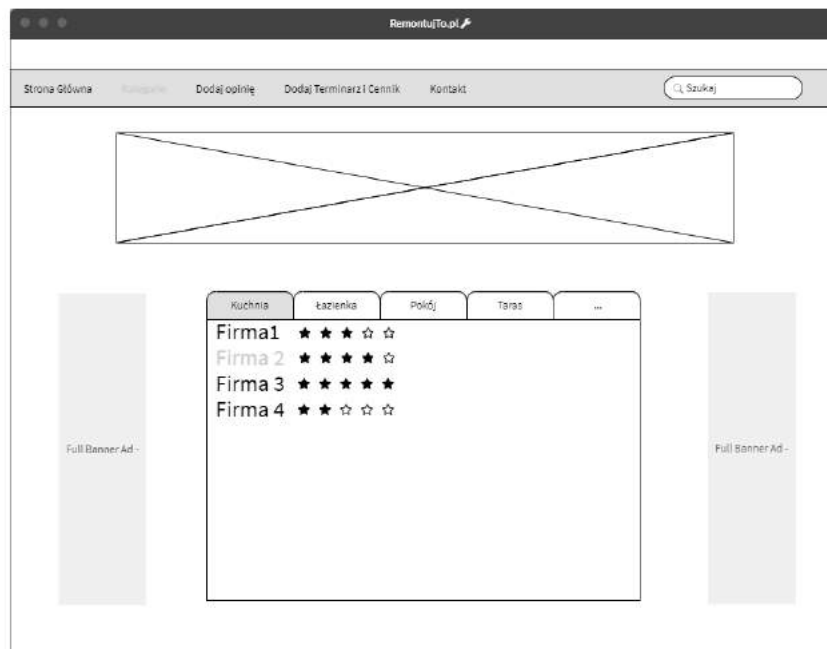 RemontujTo.pl
Strona Główna Kategorie Dodaj opinię Dodaj Terminarz i Cennik Kontakt Szukaj
Kuchnia Łazienka Pokój Taras ...
Firma1
Firma 2
Firma 3
Firma 4
Full Banner Ad - Full Banner Ad -